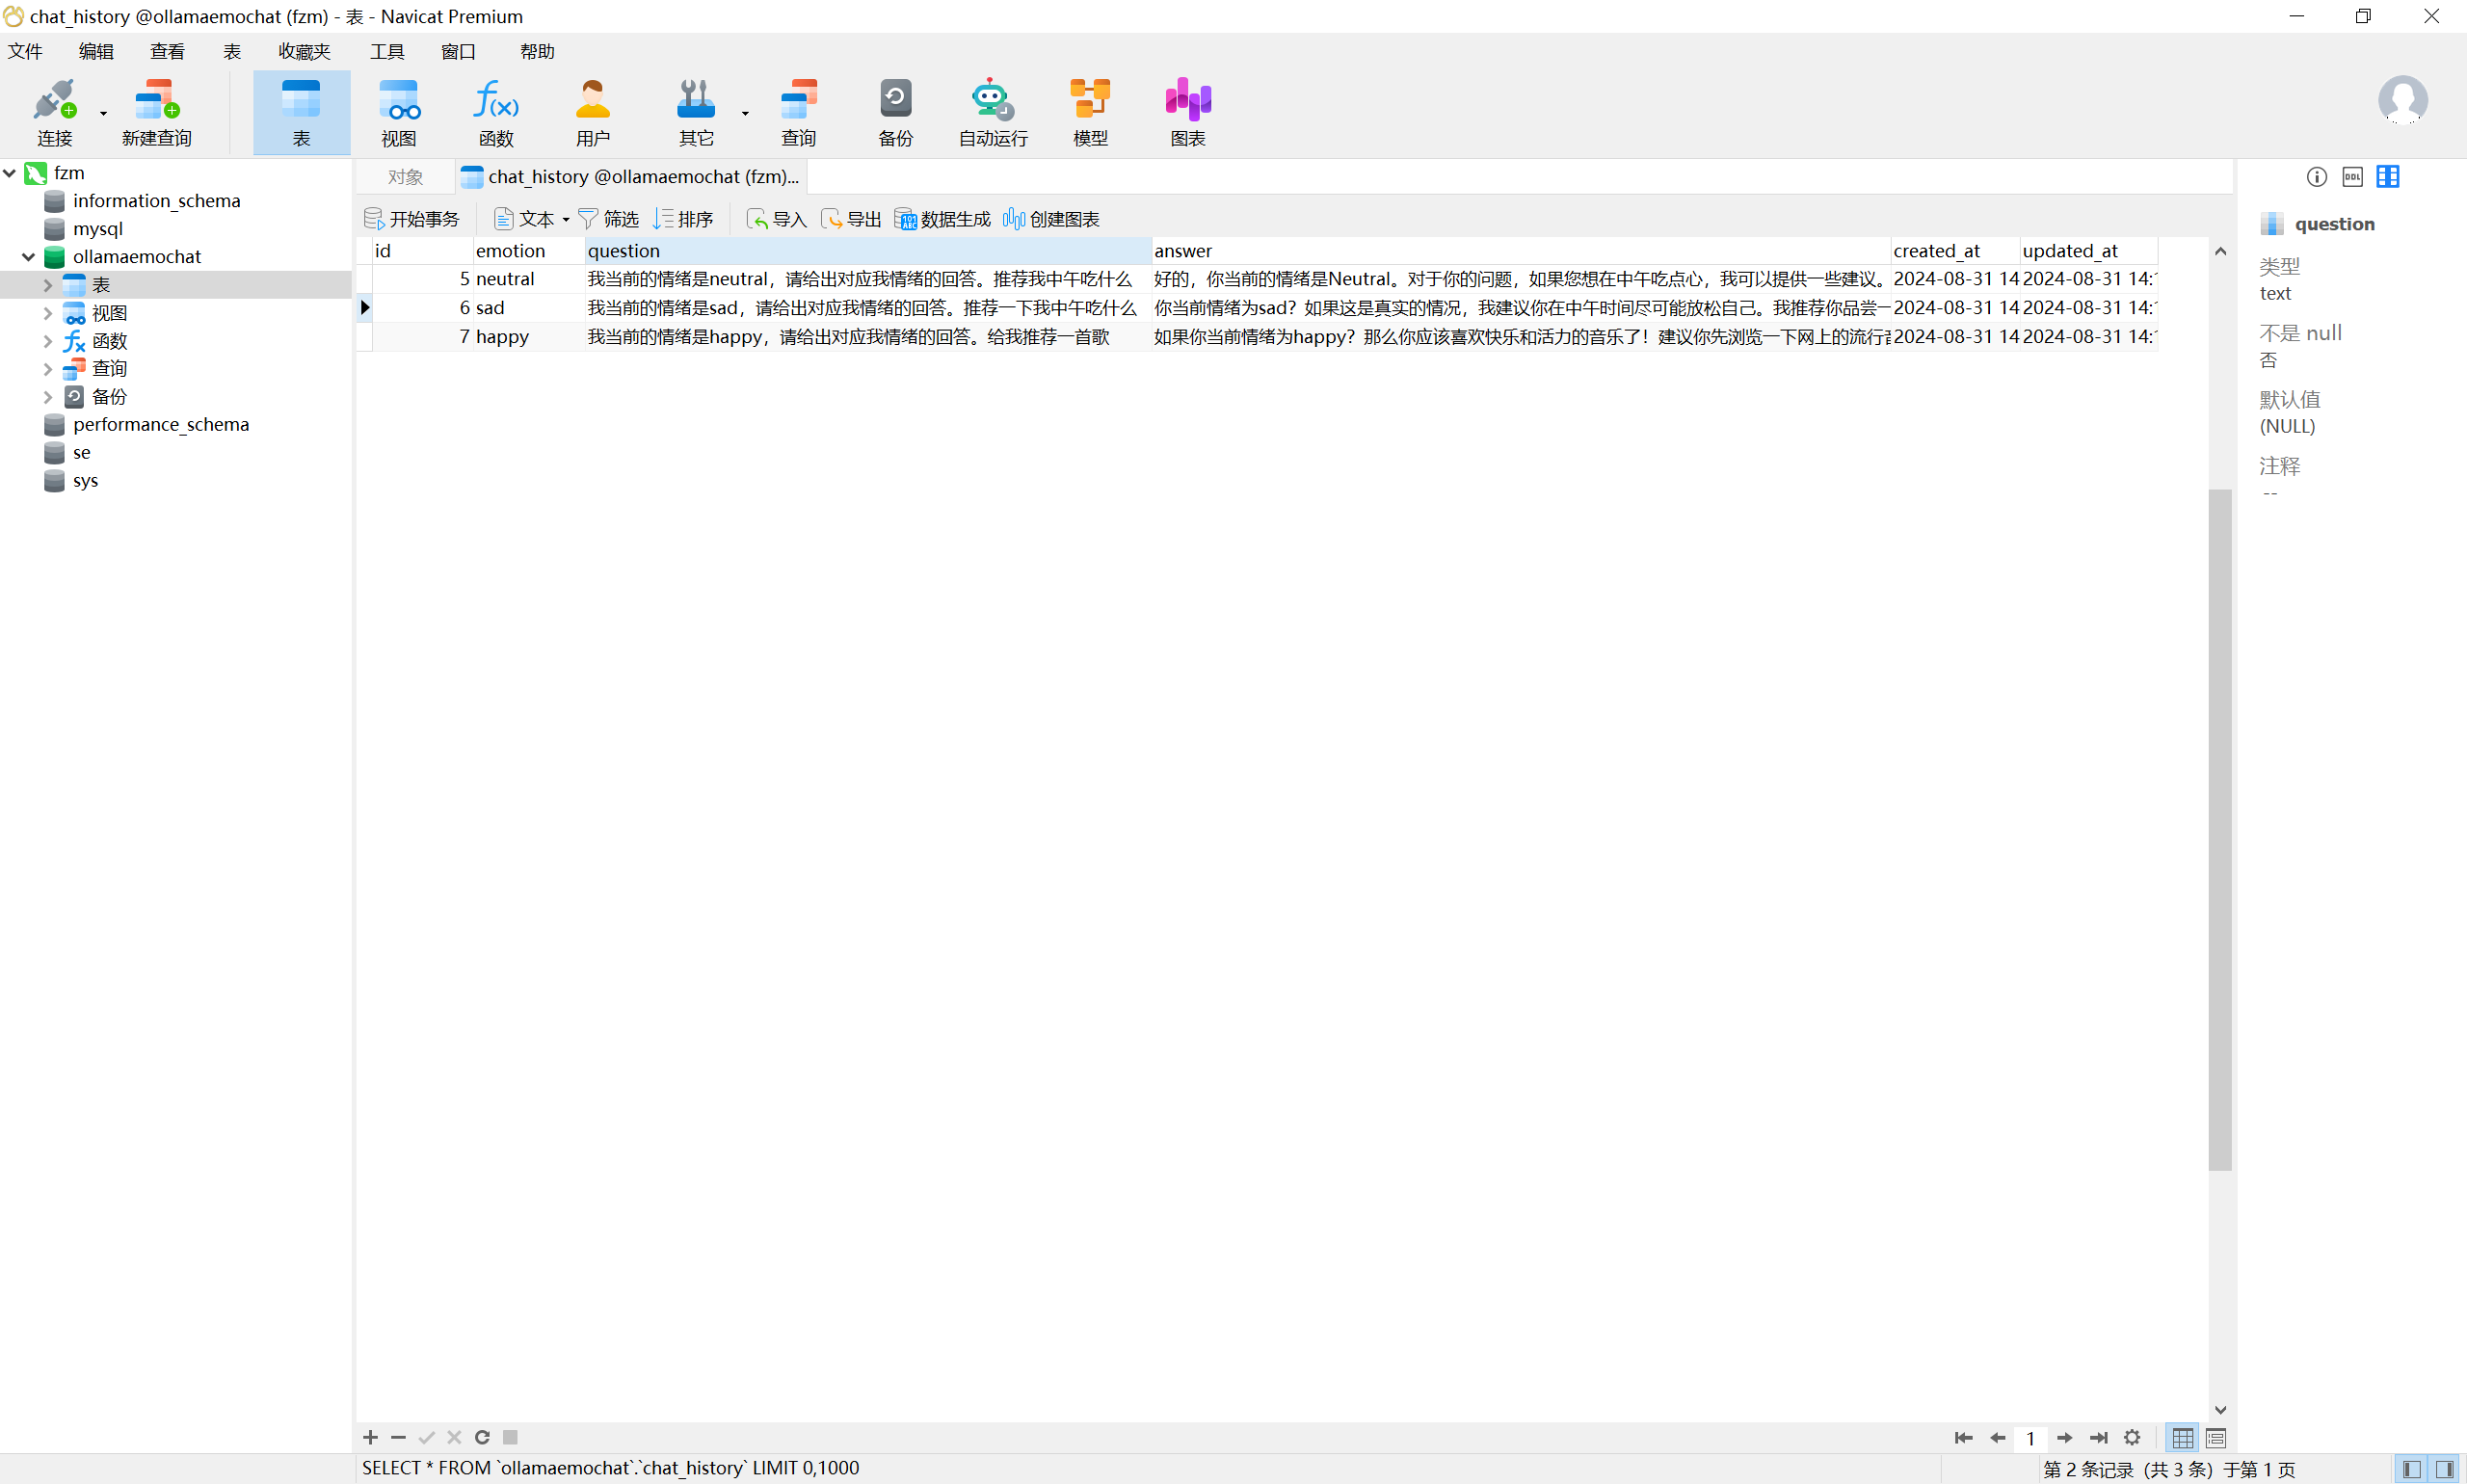 chat_history @ollamaemochat (fzm) - 表 - Navicat Premium
文件 编辑 查看 表 收藏夹 工具 窗口 帮助
连接 新建查询 表 视图 函数 用户 其它 查询 备份 自动运行 模型 图表
fzm
information_schema
mysql
ollamaemochat
表
视图
函数
查询
备份
performance_schema
se
sys
对象 chat_history @ollamaemochat (fzm)...
开始事务 文本 筛选 排序 导入 导出 数据生成 创建图表
id emotion question answer created_at updated_at
5 neutral 我当前的情绪是neutral，请给出对应我情绪的回答。推荐我中午吃什么 好的，你当前的情绪是Neutral。对于你的问题，如果您想在中午吃点心，我可以提供一些建议。 2024-08-31 14 2024-08-31 14:
6 sad 我当前的情绪是sad，请给出对应我情绪的回答。推荐一下我中午吃什么 你当前情绪为sad？如果这是真实的情况，我建议你在中午时间尽可能放松自己。我推荐你品尝一 2024-08-31 14 2024-08-31 14:
7 happy 我当前的情绪是happy，请给出对应我情绪的回答。给我推荐一首歌 如果你当前情绪为happy？那么你应该喜欢快乐和活力的音乐了！建议你先浏览一下网上的流行 2024-08-31 14 2024-08-31 14:
DDL
question
类型
text
不是 null
否
默认值
(NULL)
注释
--
1
SELECT * FROM `ollamaemochat`.`chat_history` LIMIT 0,1000
第 2 条记录 (共 3 条) 于第 1 页